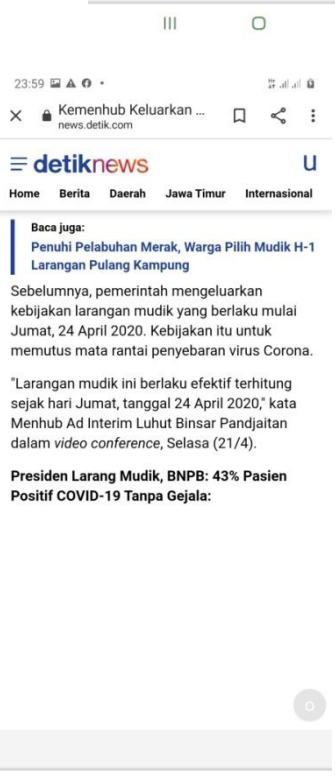 23:59
Kemenhub Keluarkan ...
news.detik.com
detiknews
Home Berita Daerah Jawa Timur Internasional
Baca juga:
Penuhi Pelabuhan Merak, Warga Pilih Mudik H-1
Larangan Pulang Kampung
Sebelumnya, pemerintah mengeluarkan
kebijakan larangan mudik yang berlaku mulai
Jumat, 24 April 2020. Kebijakan itu untuk
memutus mata rantai penyebaran virus Corona.
"Larangan mudik ini berlaku efektif terhitung
sejak hari Jumat, tanggal 24 April 2020," kata
Menhub Ad Interim Luhut Binsar Pandjaitan
dalam video conference, Selasa (21/4).
Presiden Larang Mudik, BNPB: 43% Pasien
Positif COVID-19 Tanpa Gejala: